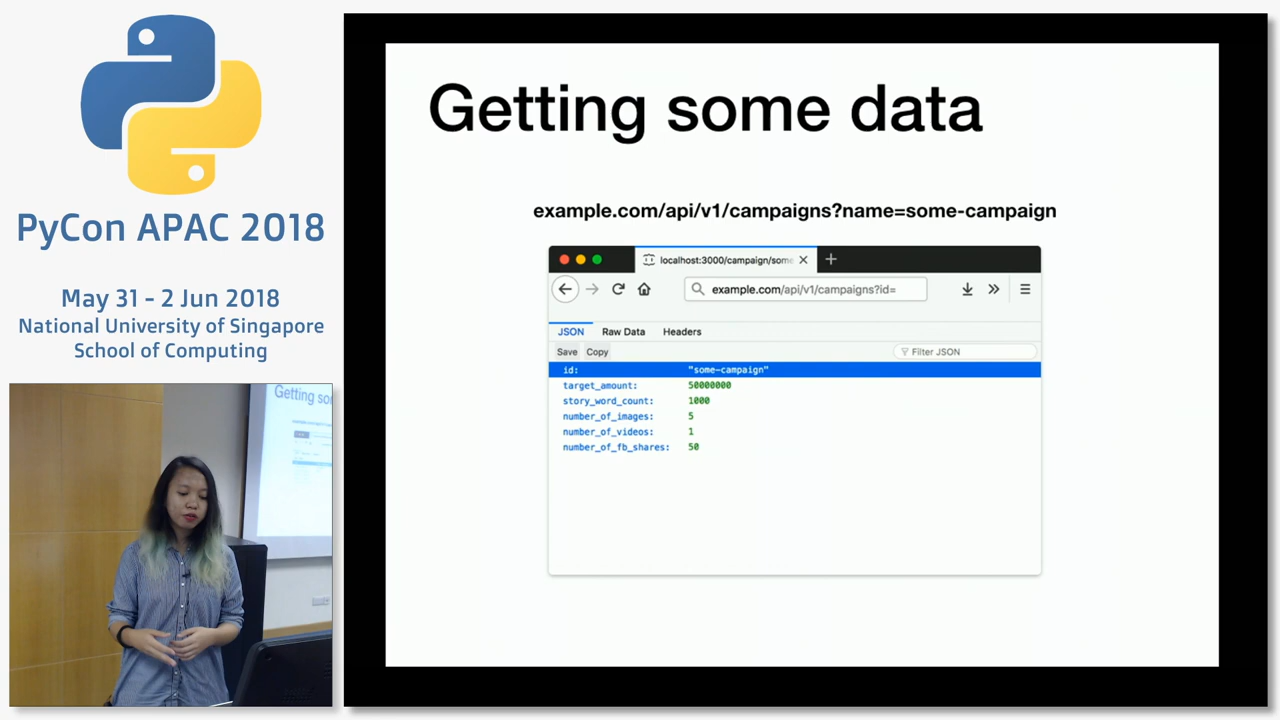 PyCon APAC 2018
May 31 - 2 Jun 2018
National University of Singapore
School of Computing
Getting so
Getting some data
example.com/api/v1/campaigns?name=some-campaign
localhost:3000/campaign/some
example.com/api/v1/campaigns?id=
JSON Raw Data Headers
Save Copy Filter JSON
id: "some-campaign"
target_amount: 50000000
story_word_count: 1000
number_of_images: 5
number_of_videos: 1
number_of_fb_shares: 50